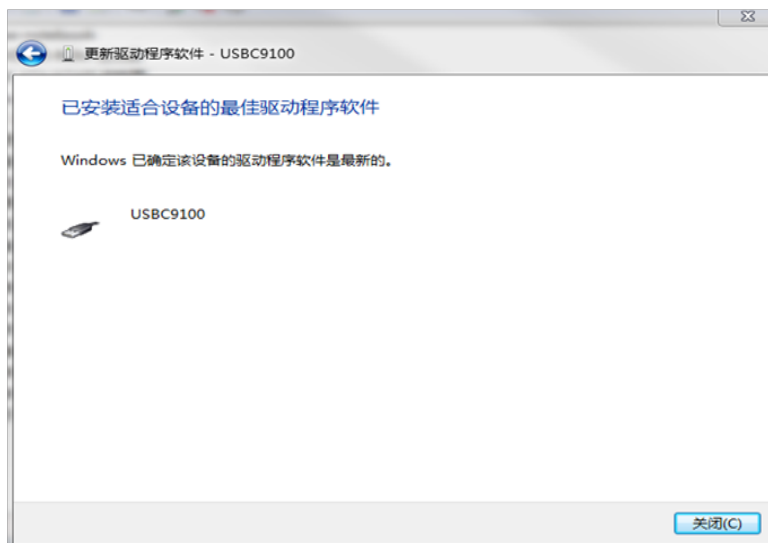 更新驱动程序软件 - USBC9100
已安装适合设备的最佳驱动程序软件
Windows 已确定该设备的驱动程序软件是最新的。
USBC9100
关闭(C)